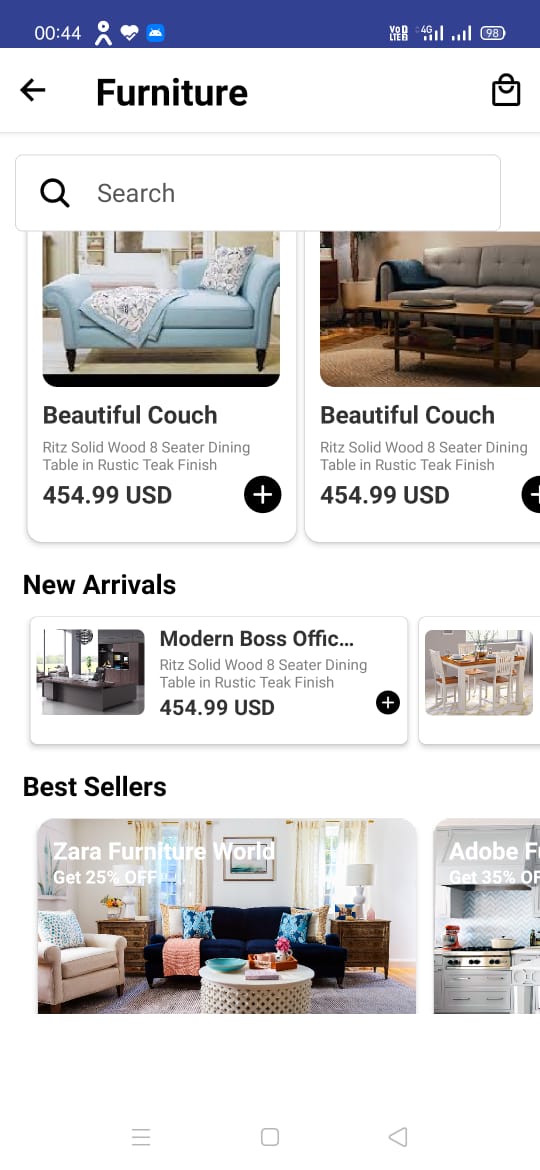 00:44
VoD 4G 98
LTE2
Furniture
Search
Beautiful Couch
Ritz Solid Wood 8 Seater Dining
Table in Rustic Teak Finish
454.99 USD
Beautiful Couch
Ritz Solid Wood 8 Seater Dining
Table in Rustic Teak Finish
454.99 USD
New Arrivals
Modern Boss Offic...
Ritz Solid Wood 8 Seater Dining
Table in Rustic Teak Finish
454.99 USD
Best Sellers
Zara Furniture World
Get 25% OFF
Adobe F
Get 35% OF